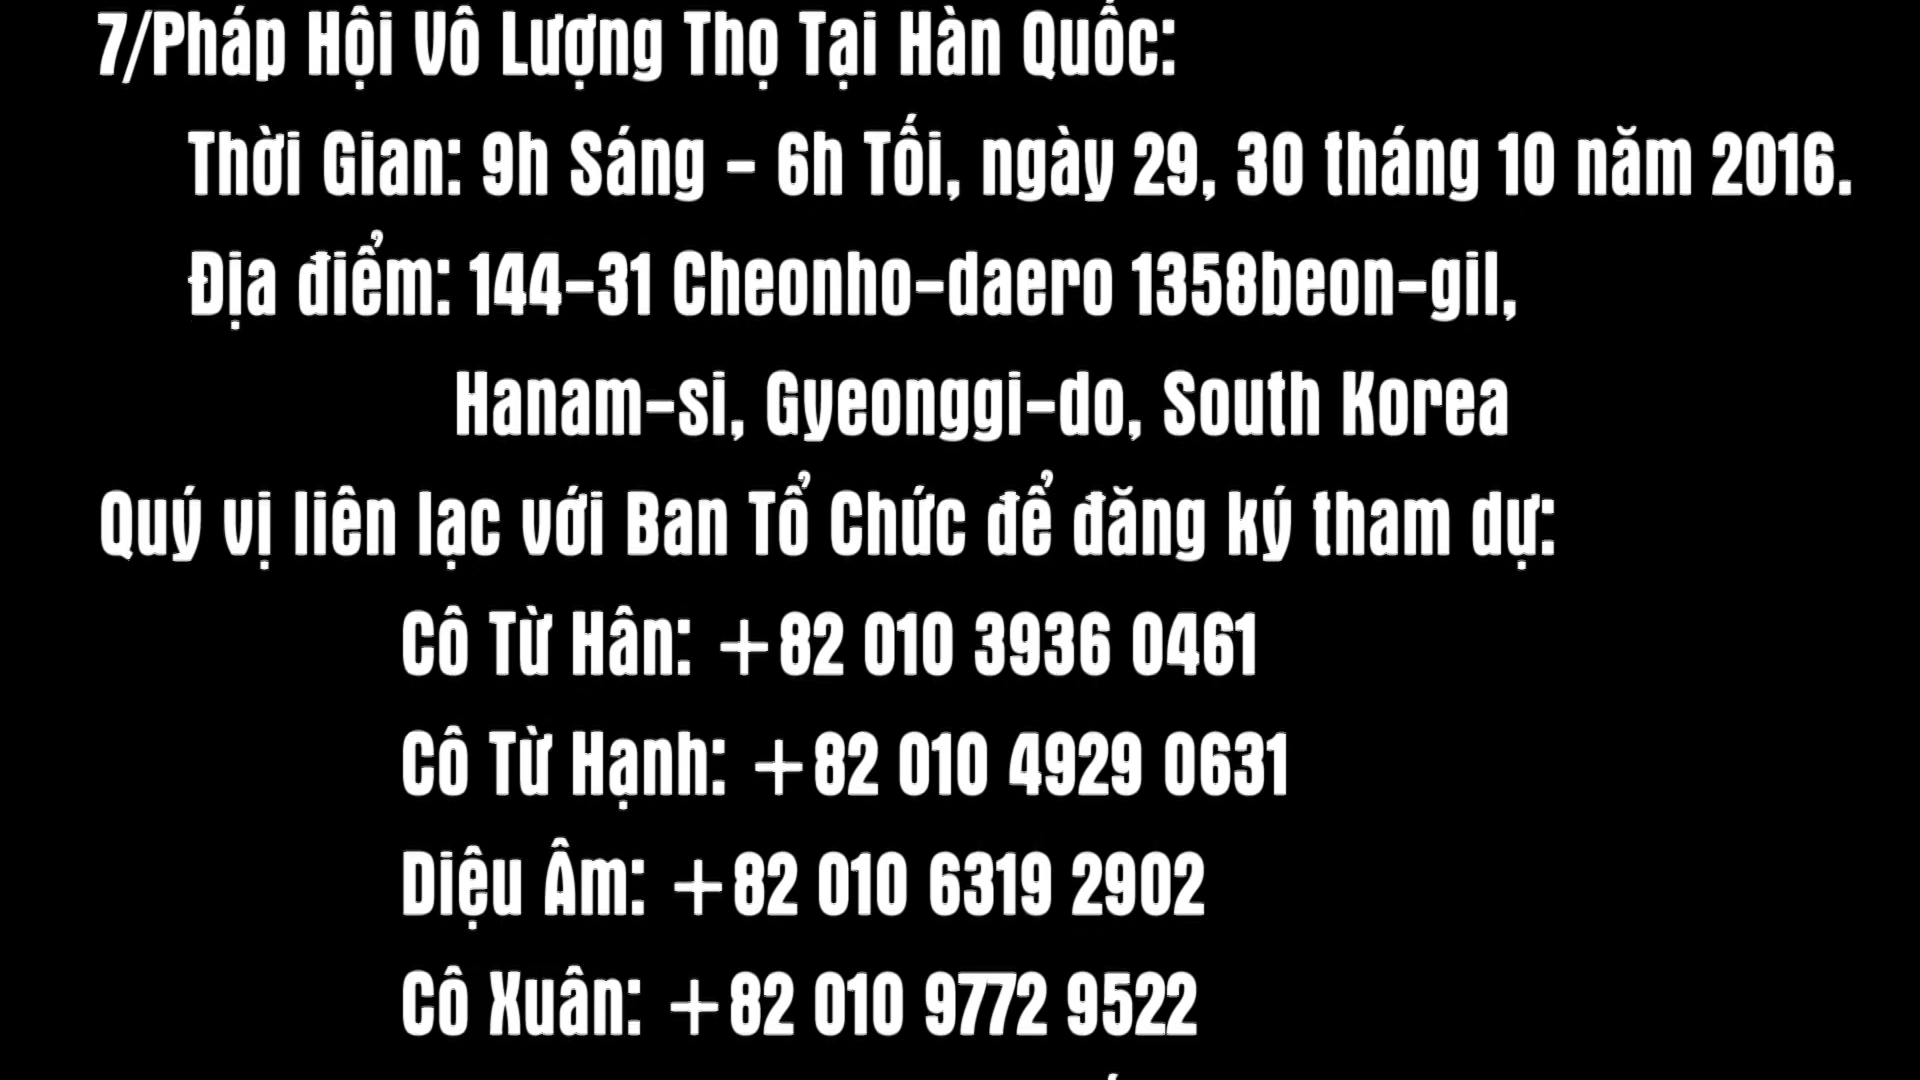 7/Pháp Hội Vô Lượng Thọ Tại Hàn Quốc:
Thời Gian: 9h Sáng - 6h Tối, ngày 29, 30 tháng 10 năm 2016.
Địa điểm: 144-31 Cheonho-daero 1358beon-gil,
Hanam-si, Gyeonggi-do, South Korea
Quý vị liên lạc với Ban Tổ Chức để đăng ký tham dự:
Cô Từ Hân: +82 010 3936 0461
Cô Từ Hạnh: +82 010 4929 0631
Diệu Âm: +82 010 6319 2902
Cô Xuân: +82 010 9772 9522